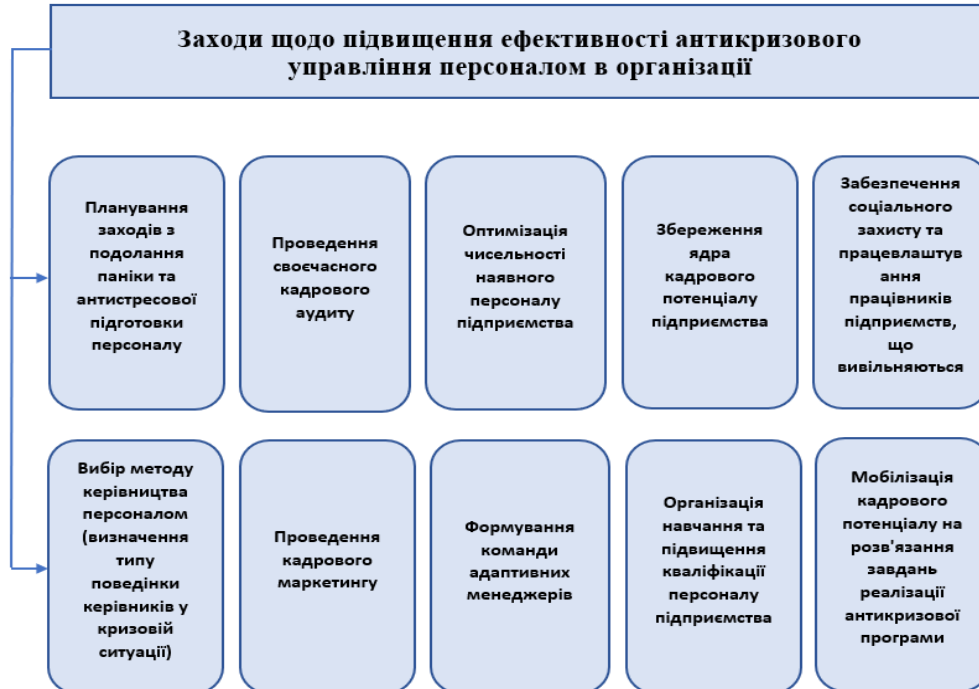 Заходи щодо підвищення ефективності антикризового
управління персоналом в організації
Планування
заходів з
подолання
паніки та
антистресової
підготовки
персоналу
Проведення
своєчасного
кадрового
аудиту
Оптимізація
чисельності
наявного
персоналу
підприємства
Збереження
ядра
кадрового
потенціалу
підприємства
Забезпечення
соціального
захисту та
працевлаштув
ання
працівників
підприємств,
що
вивільняються
Вибір методу
керівництва
персоналом
(визначення
типу
поведінки
керівників у
кризовій
ситуації)
Проведення
кадрового
маркетингу
Формування
команди
адаптивних
менеджерів
Організація
навчання та
підвищення
кваліфікації
персоналу
підприємства
Мобілізація
кадрового
потенціалу на
розв'язання
завдань
реалізації
антикризової
програми